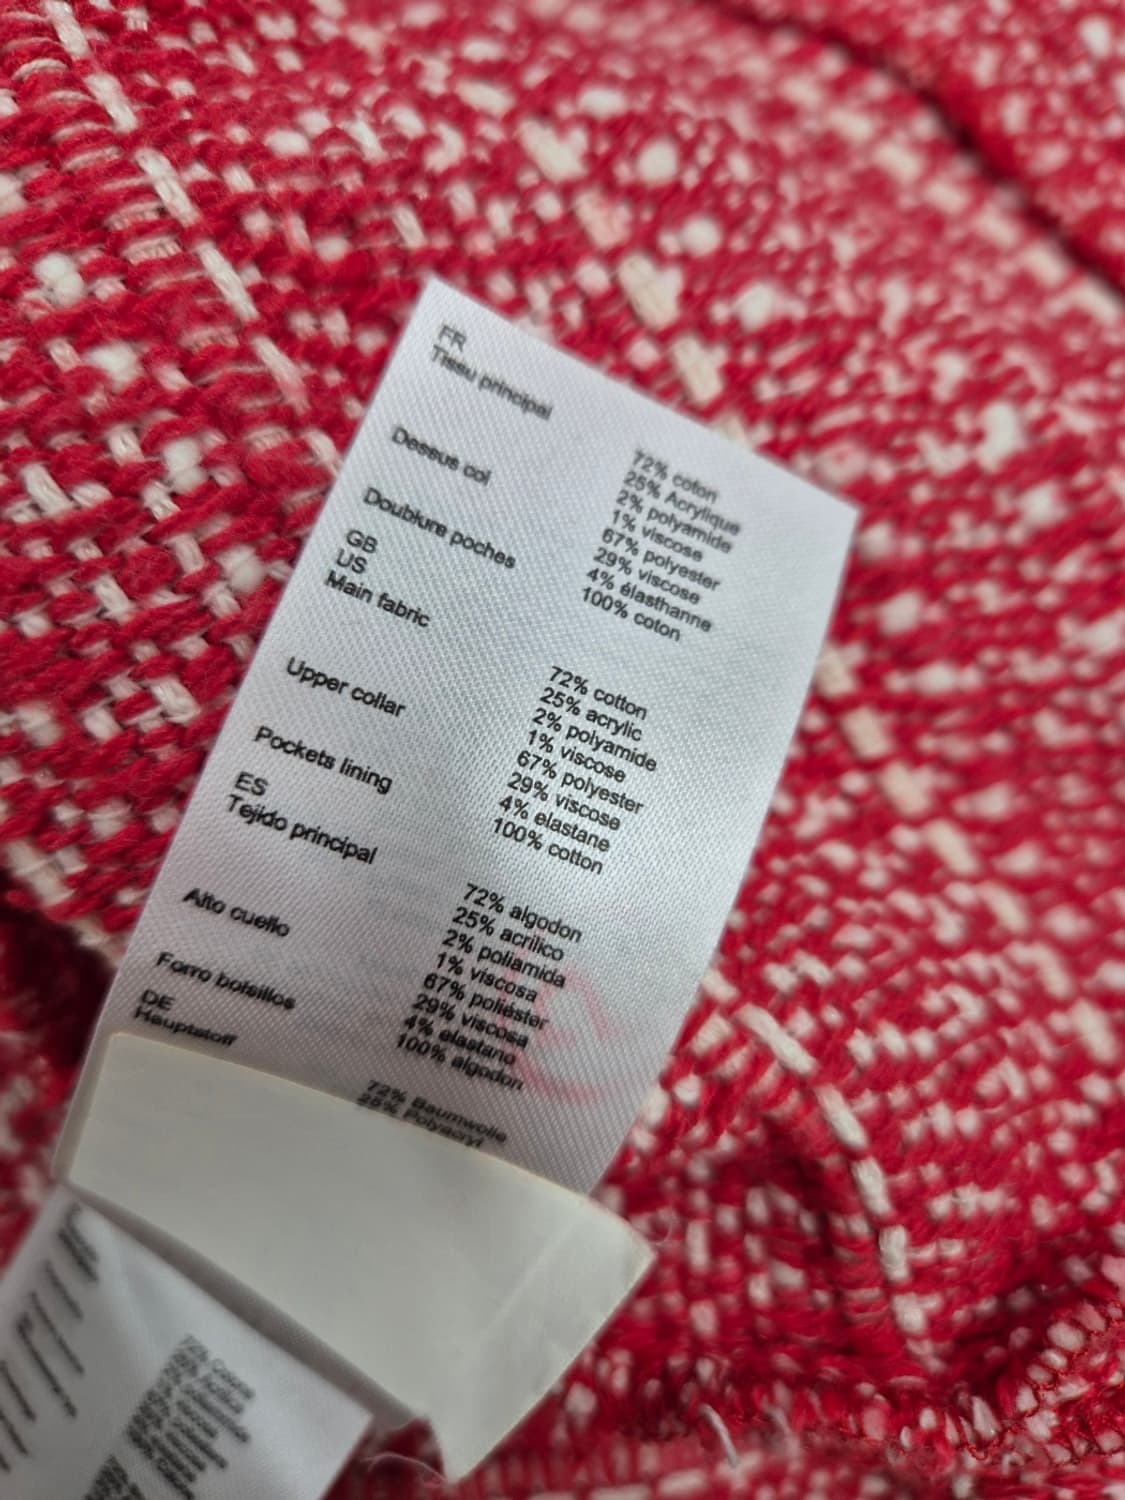 FR
Tissu principal
72% coton
25% Acrylique
2% polyamide
1% viscose
Dessus col
67% polyester
29% viscose
4% élasthanne
Doublure poches
100% coton
GB
US
Main fabric
72% cotton
25% acrylic
2% polyamide
1% viscose
Upper collar
67% polyester
29% viscose
4% elastane
Pockets lining
100% cotton
ES
Tejido principal
72% algodon
25% acrilico
2% poliamida
1% viscosa
Alto cuello
67% poliéster
29% viscosa
4% elastano
Forro bolsillos
100% algodon
DE
Hauptstoff
72% Baumwolle
25% Polyacryl